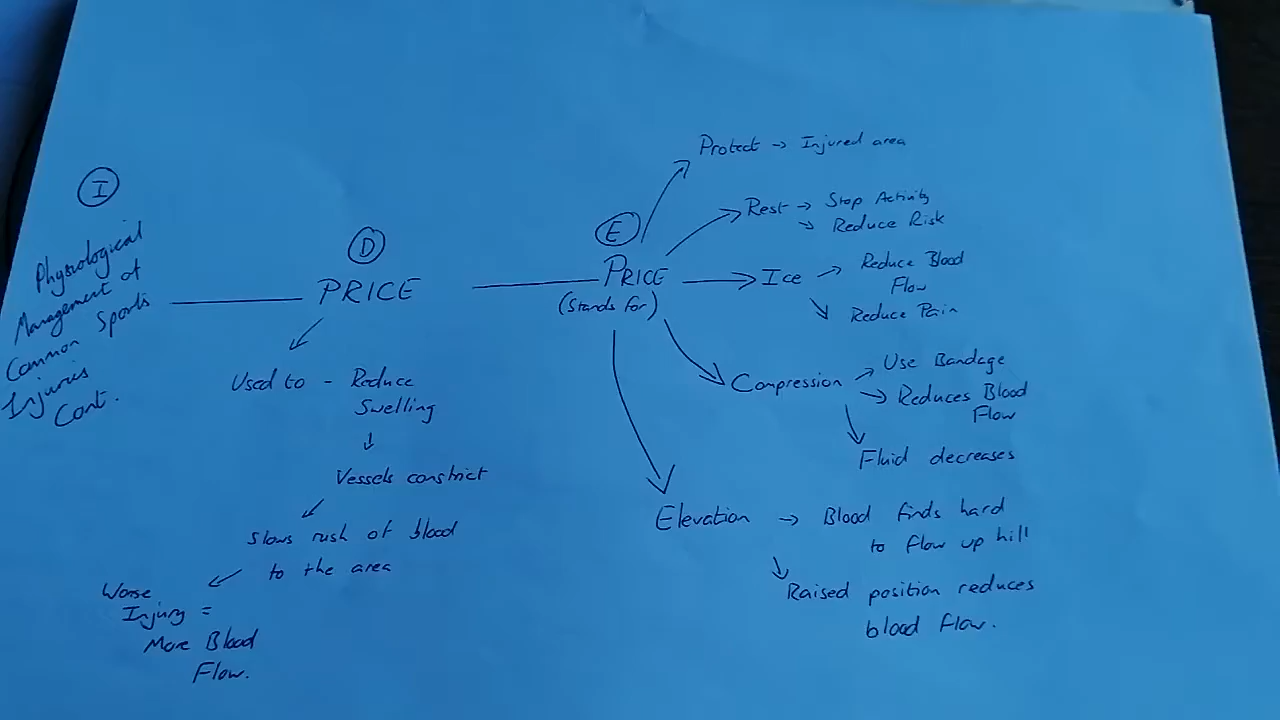 I
Physiological
Management of
Common Sports
Injuries
Cont.
D
PRICE
Used to - Reduce
Swelling
Vessels constrict
Slows rush of blood
to the area
Worse
Injury =
More Blood
Flow.
E
PRICE
(Stands for)
Protect → Injured area
Rest → Stop Activity
Reduce Risk
Ice → Reduce Blood
Flow
Reduce Pain
Compression → Use Bandage
→ Reduces Blood
Flow
Fluid decreases
Elevation → Blood finds hard
to flow up hill
Raised position reduces
blood flow.